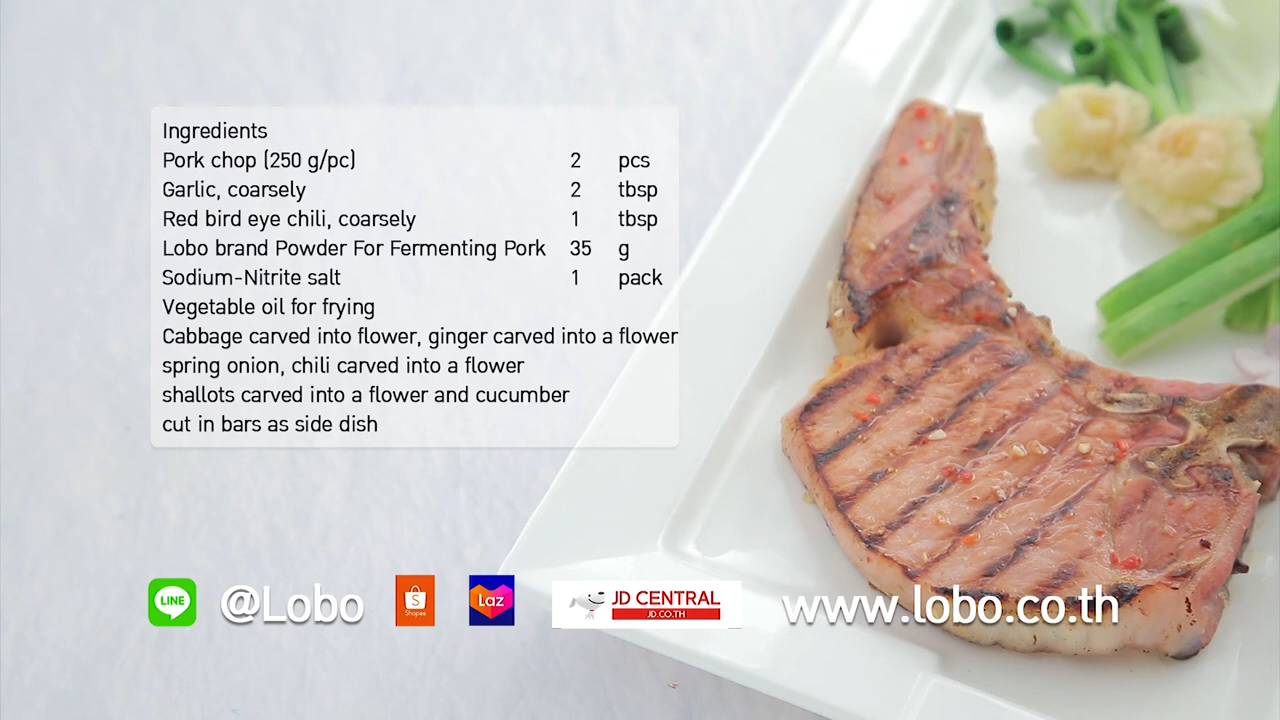 Ingredients
Pork chop (250 g/pc) 2 pcs
Garlic, coarsely 2 tbsp
Red bird eye chili, coarsely 1 tbsp
Lobo brand Powder For Fermenting Pork 35 g
Sodium-Nitrite salt 1 pack
Vegetable oil for frying
Cabbage carved into flower, ginger carved into a flower
spring onion, chili carved into a flower
shallots carved into a flower and cucumber
cut in bars as side dish
LINE @Lobo S Shopee Laz JD CENTRAL www.lobo.co.th
JD.CO.TH